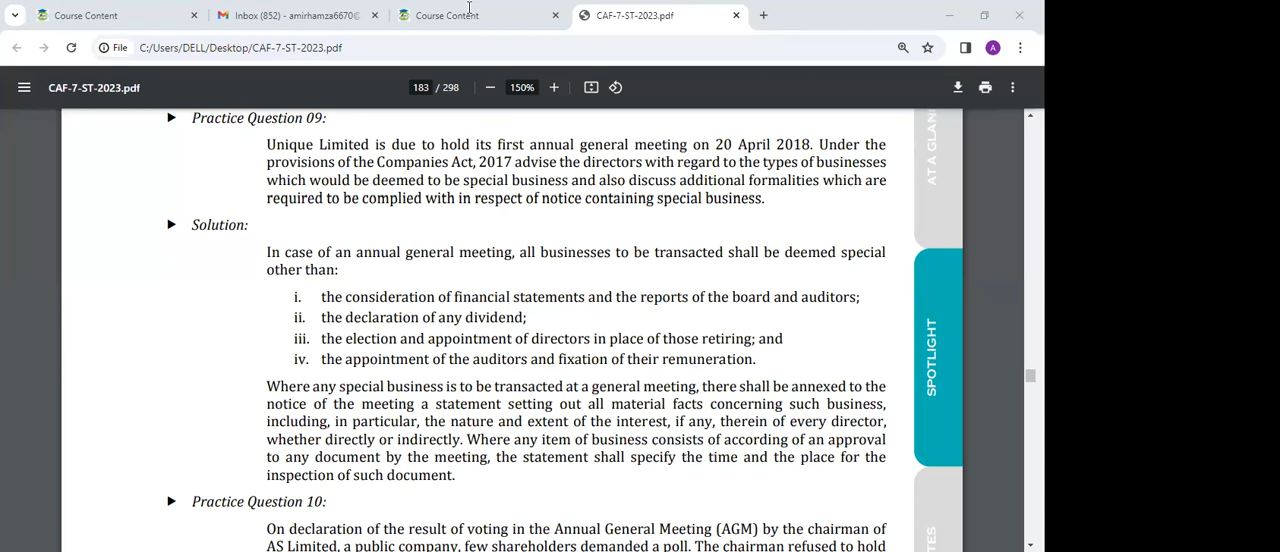 Course Content
Inbox (852) - amirhamza6670@
Course Content
CAF-7-ST-2023.pdf
File C:/Users/DELL/Desktop/CAF-7-ST-2023.pdf
A
CAF-7-ST-2023.pdf
183 / 298
150%
Practice Question 09:
Unique Limited is due to hold its first annual general meeting on 20 April 2018. Under the
provisions of the Companies Act, 2017 advise the directors with regard to the types of businesses
which would be deemed to be special business and also discuss additional formalities which are
required to be complied with in respect of notice containing special business.
Solution:
In case of an annual general meeting, all businesses to be transacted shall be deemed special
other than:
i. the consideration of financial statements and the reports of the board and auditors;
ii. the declaration of any dividend;
iii. the election and appointment of directors in place of those retiring; and
iv. the appointment of the auditors and fixation of their remuneration.
Where any special business is to be transacted at a general meeting, there shall be annexed to the
notice of the meeting a statement setting out all material facts concerning such business,
including, in particular, the nature and extent of the interest, if any, therein of every director,
whether directly or indirectly. Where any item of business consists of according of an approval
to any document by the meeting, the statement shall specify the time and the place for the
inspection of such document.
Practice Question 10:
On declaration of the result of voting in the Annual General Meeting (AGM) by the chairman of
AS Limited, a public company, few shareholders demanded a poll. The chairman refused to hold
AT A GLAN
SPOTLIGHT
TES